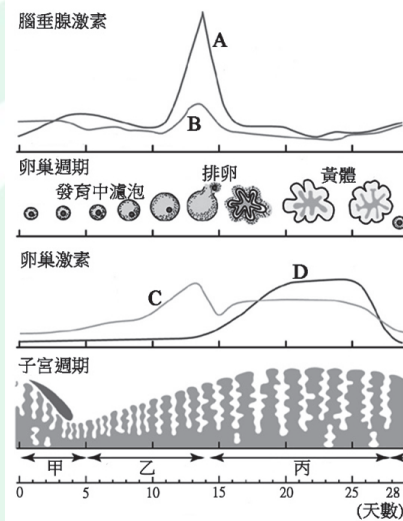 腦垂腺激素
A
B
卵巢週期
發育中濾泡
排卵
黃體
卵巢激素
C
D
子宮週期
甲
乙
丙
0 5 10 15 20 25 28
(天數)